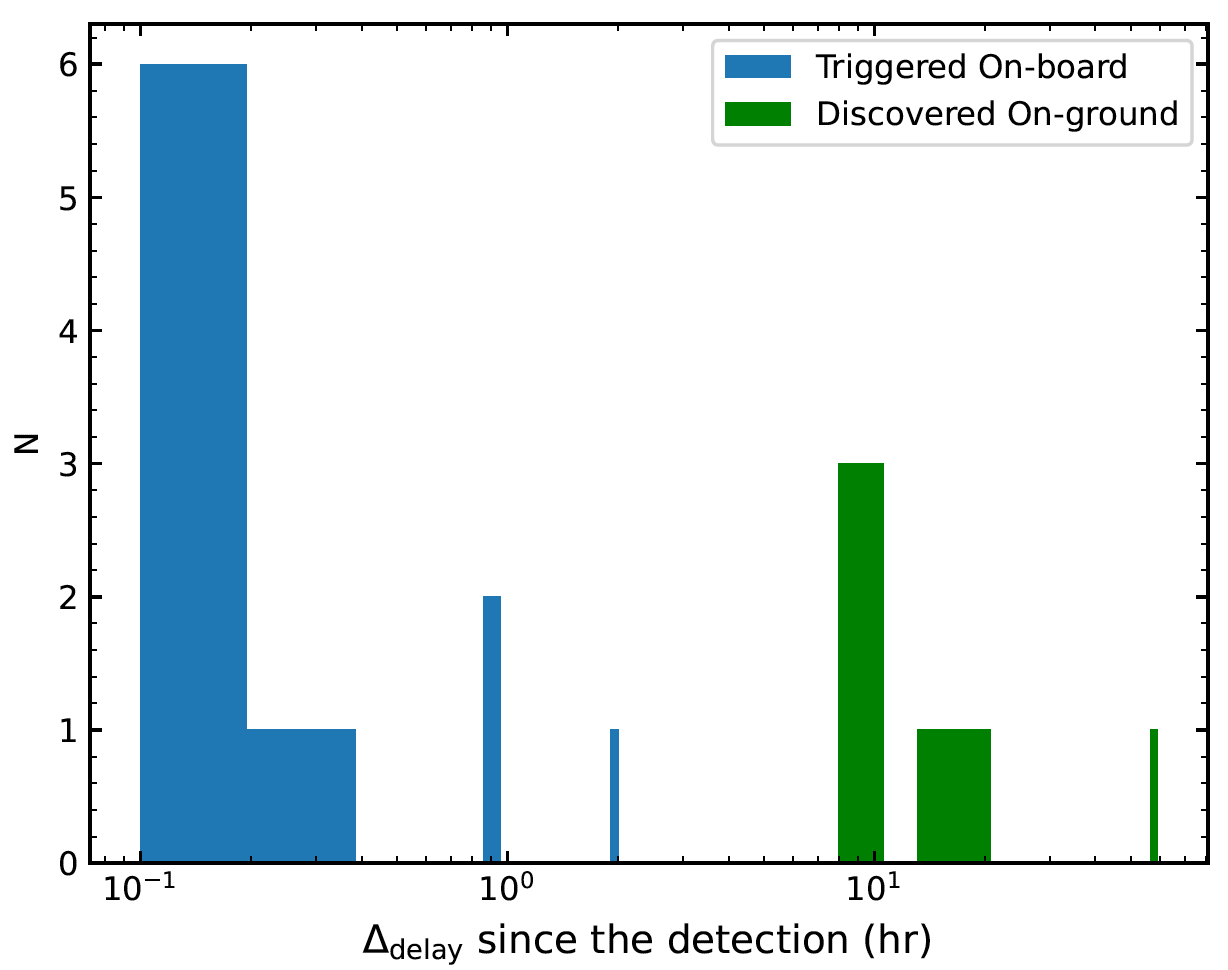 Triggered On-board
Discovered On-ground
6
5
4
3
2
1
0
N
10⁻¹ 10⁰ 10¹
Δdelay since the detection (hr)